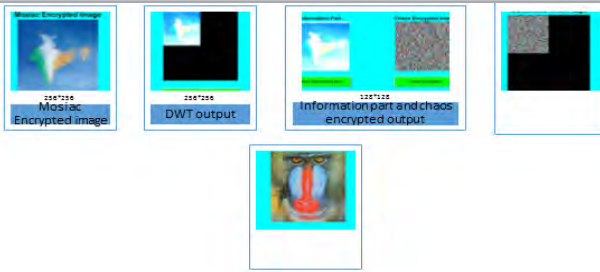 Mosiac Encrypted image
256*256
Mosiac
Encrypted image
256*256
DWT output
Information Part
Chaos Encrypted
128*128
Information part and chaos
encrypted output